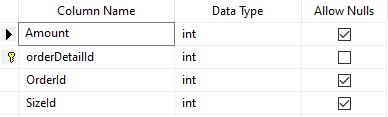 Column Name Data Type Allow Nulls
Amount int
orderDetailId int
OrderId int
SizeId int